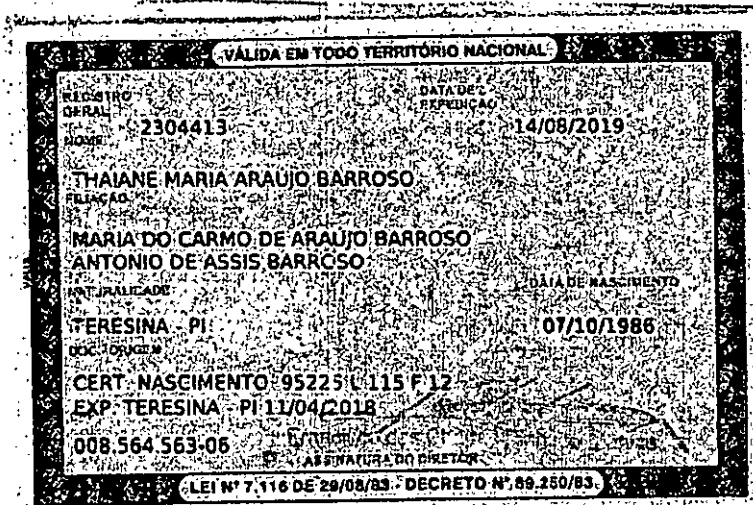 VÁLIDA EM TODO TERRITÓRIO NACIONAL
REGISTRO GERAL 2304413 DATA DE EXPEDIÇÃO 14/08/2019
NOME
THAIANE MARIA ARAUJO BARROSO
FILIAÇÃO
MARIA DO CARMO DE ARAUJO BARROSO
ANTONIO DE ASSIS BARROSO
NATURALIDADE DATA DE NASCIMENTO
TERESINA - PI 07/10/1986
DOC. ORIGEM
CERT. NASCIMENTO 95225 L 115 F 12
EXP. TERESINA - PI 11/04/2018
008.564.563-06
ASSINATURA DO DIRETOR
LEI Nº 7.116 DE 29/08/83 - DECRETO Nº 89.250/83